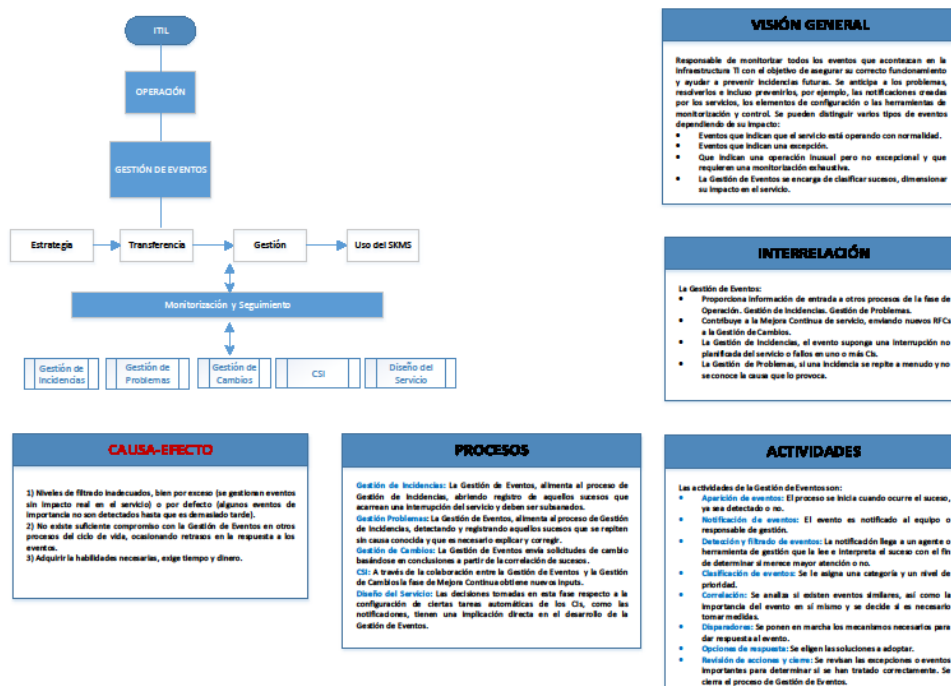 ITIL
OPERACIÓN
GESTIÓN DE EVENTOS
Estrategia
Transferencia
Gestión
Uso del SKMS
Monitorización y Seguimiento
Gestión de
Incidencias
Gestión de
Problemas
Gestión de
Cambios
CSI
Diseño del
Servicio
VISIÓN GENERAL
Responsable de monitorizar todos los eventos que acontezcan en la
infraestructura TI con el objetivo de asegurar su correcto funcionamiento
y ayudar a prevenir incidencias futuras. Se anticipa a los problemas,
resolverlos e incluso prevenirlos, por ejemplo, las notificaciones creadas
por los servicios, los elementos de configuración o las herramientas de
monitorización y control. Se pueden distinguir varios tipos de eventos
dependiendo de su impacto:
• Eventos que indican que el servicio está operando con normalidad.
• Eventos que indican una excepción.
• Que indican una operación inusual pero no excepcional y que
requieren una monitorización exhaustiva.
• La Gestión de Eventos se encarga de clasificar sucesos, dimensionar
su impacto en el servicio.
INTERRELACIÓN
La Gestión de Eventos:
• Proporciona información de entrada a otros procesos de la fase de
Operación. Gestión de Incidencias. Gestión de Problemas.
• Contribuye a la Mejora Continua de servicio, enviando nuevos RFCs
a la Gestión de Cambios.
• La Gestión de Incidencias, el evento suponga una interrupción no
planificada del servicio o fallos en uno o más CIs.
• La Gestión de Problemas, si una incidencia se repite a menudo y no
se conoce la causa que lo provoca.
CAUSA-EFECTO
1) Niveles de filtrado inadecuados, bien por exceso (se gestionan eventos
sin impacto real en el servicio) o por defecto (algunos eventos de
importancia no son detectados hasta que es demasiado tarde).
2) No existe suficiente compromiso con la Gestión de Eventos en otros
procesos del ciclo de vida, ocasionando retrasos en la respuesta a los
eventos.
3) Adquirir la habilidades necesarias, exige tiempo y dinero.
PROCESOS
Gestión de Incidencias: La Gestión de Eventos, alimenta al proceso de
Gestión de Incidencias, abriendo registro de aquellos sucesos que
acarrean una interrupción del servicio y deben ser subsanados.
Gestión Problemas: La Gestión de Eventos, alimenta al proceso de Gestión
de Incidencias, detectando y registrando aquellos sucesos que se repiten
sin causa conocida y que es necesario explicar y corregir.
Gestión de Cambios: La Gestión de Eventos envía solicitudes de cambio
basándose en conclusiones a partir de la correlación de sucesos.
CSI: A través de la colaboración entre la Gestión de Eventos y la Gestión
de Cambios la fase de Mejora Continua obtiene nuevos inputs.
Diseño del Servicio: Las decisiones tomadas en esta fase respecto a la
configuración de ciertas tareas automáticas de los CIs, como las
notificaciones, tienen una implicación directa en el desarrollo de la
Gestión de Eventos.
ACTIVIDADES
Las actividades de la Gestión de Eventos son:
• Aparición de eventos: El proceso se inicia cuando ocurre el suceso,
ya sea detectado o no.
• Notificación de eventos: El evento es notificado al equipo o
responsable de gestión.
• Detección y filtrado de eventos: La notificación llega a un agente o
herramienta de gestión que la lee e interpreta el suceso con el fin
de determinar si merece mayor atención o no.
• Clasificación de eventos: Se le asigna una categoría y un nivel de
prioridad.
• Correlación: Se analiza si existen eventos similares, así como la
importancia del evento en sí mismo y se decide si es necesario
tomar medidas.
• Disparadores: Se ponen en marcha los mecanismos necesarios para
dar respuesta al evento.
• Opciones de respuesta: Se eligen las soluciones a adoptar.
• Revisión de acciones y cierre: Se revisan las excepciones o eventos
importantes para determinar si se han tratado correctamente. Se
cierra el proceso de Gestión de Eventos.